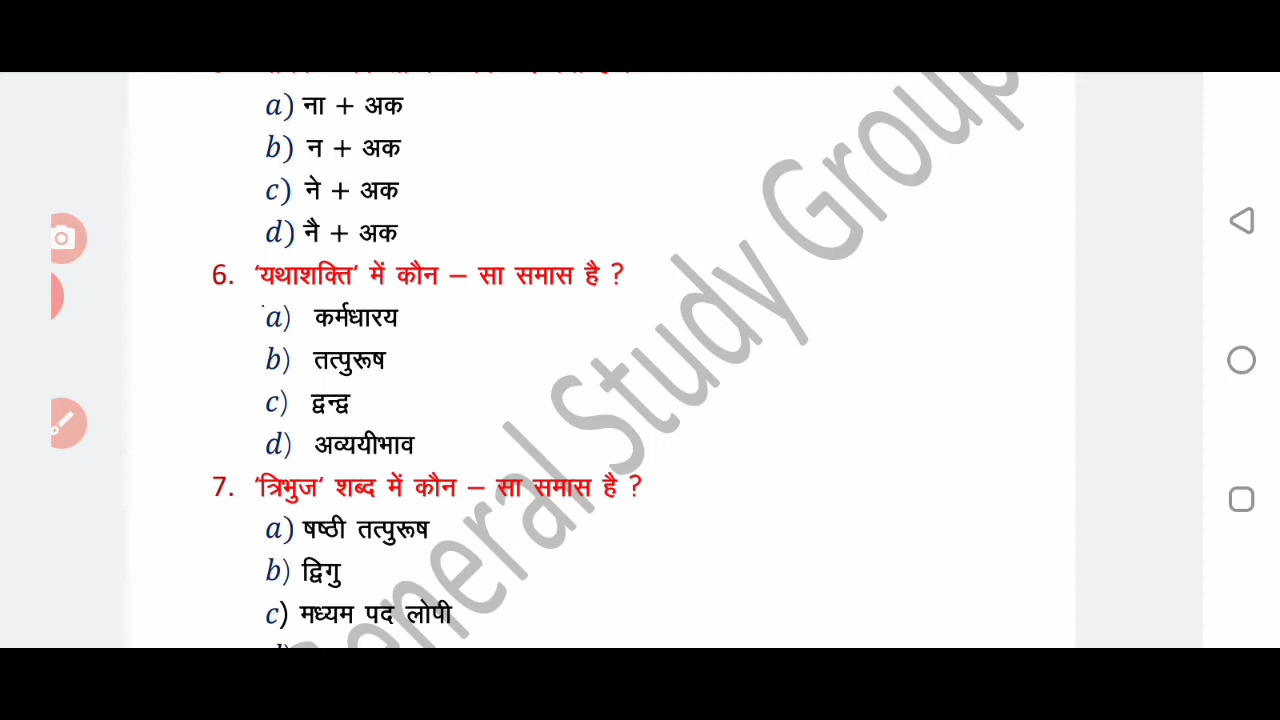 a) ना + अक
b) न + अक
c) ने + अक
d) नै + अक
6. ‘यथाशक्ति’ में कौन – सा समास है ?
a) कर्मधारय
b) तत्पुरूष
c) द्वन्द्व
d) अव्ययीभाव
7. ‘त्रिभुज’ शब्द में कौन – सा समास है ?
a) षष्ठी तत्पुरूष
b) द्विगु
c) मध्यम पद लोपी
General Study Group